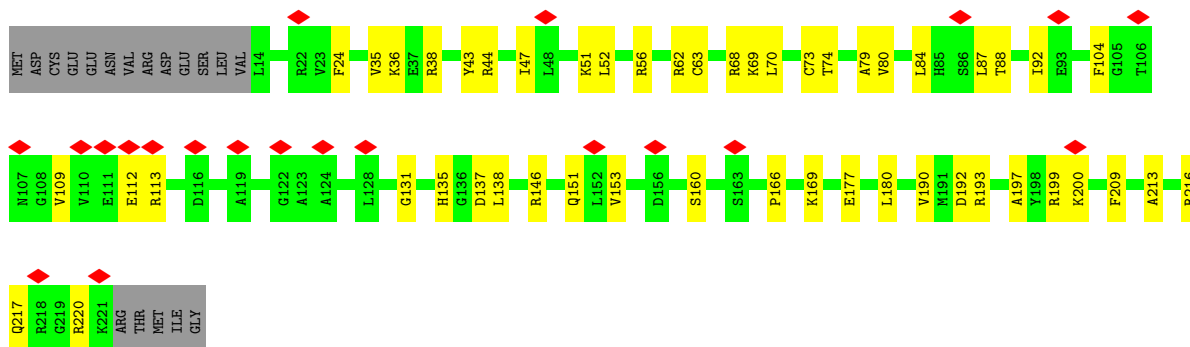 MET ASP CYS GLU GLU ASN VAL ARG ASP GLU SER LEU VAL L14 R22 V23 F24 V35 K36 E37 R38 Y43 R44 I47 L48 K51 L52 R56 R62 C63 R68 K69 L70 C73 T74 A79 V80 L84 H85 S86 L87 T88 I92 E93 F104 G105 T106
N107 G108 V109 V110 E111 E112 R113 D116 A119 G122 A123 A124 L128 G131 H135 G136 D137 L138 R146 Q151 L152 V153 D156 S160 S163 P166 K169 E177 L180 V190 M191 D192 R193 A197 Y198 R199 K200 F209 A213
Q217 R218 G219 R220 K221 ARG THR MET ILE GLY